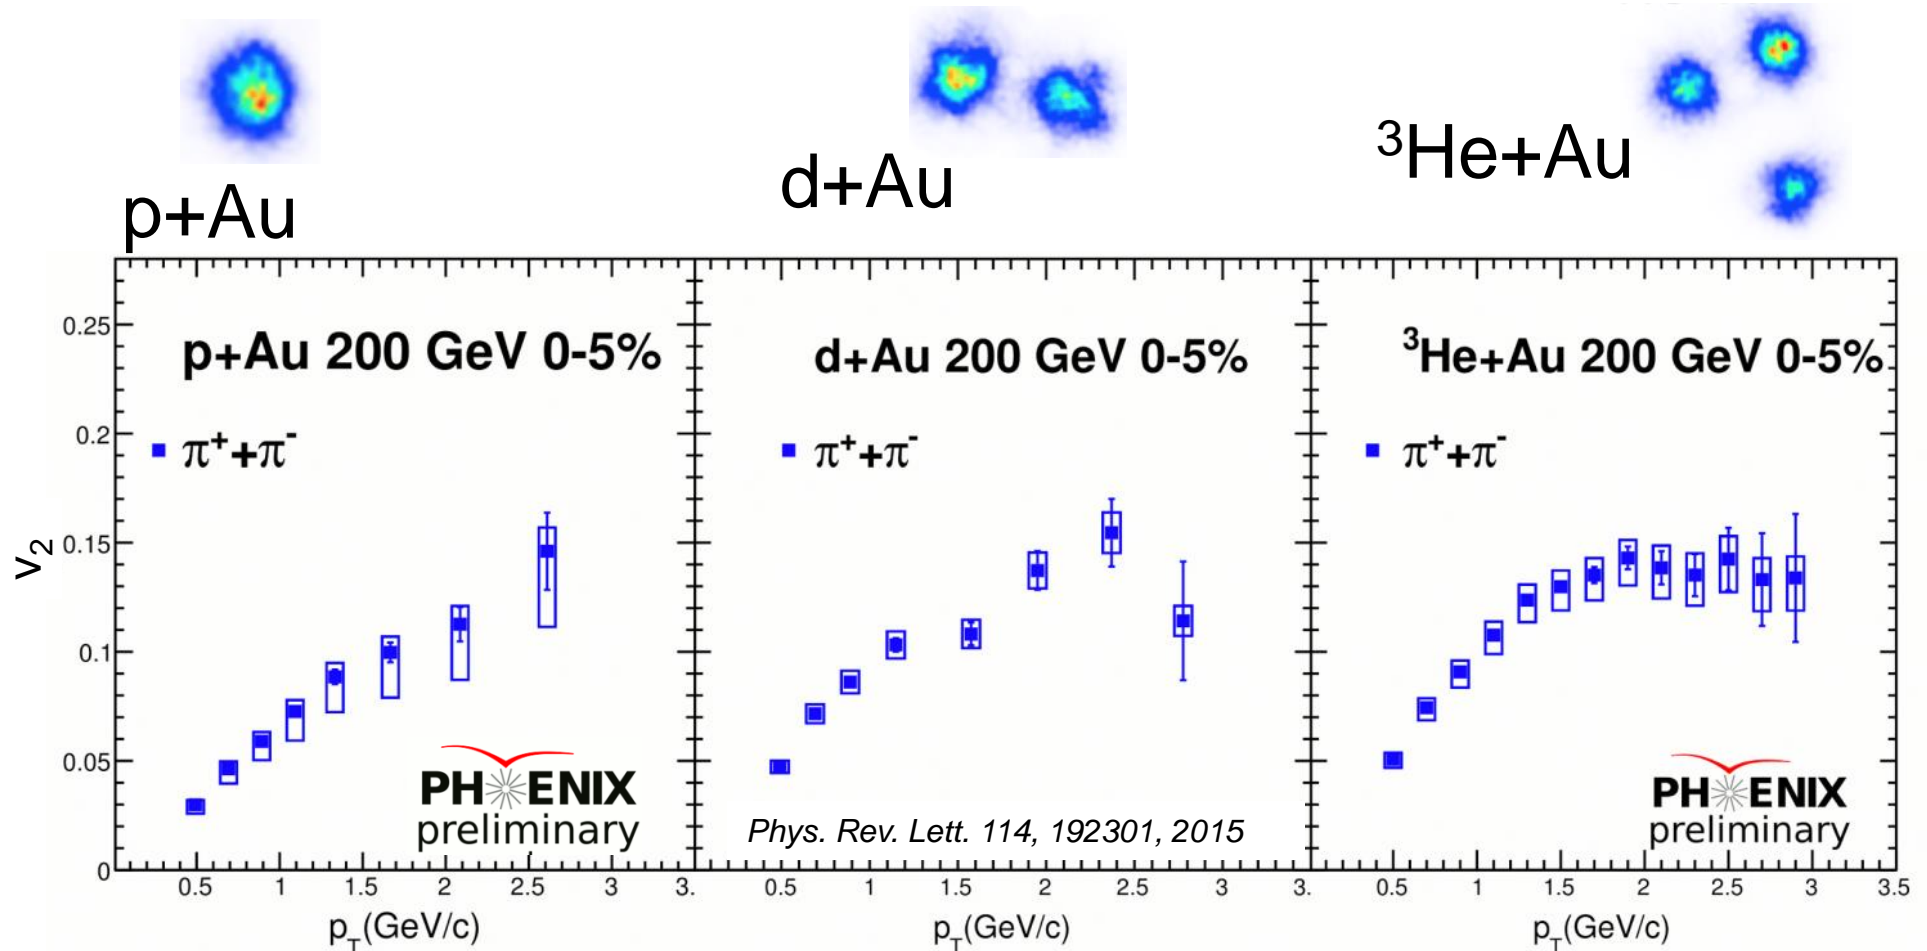 p+Au
d+Au
³He+Au
p+Au 200 GeV 0-5%
d+Au 200 GeV 0-5%
³He+Au 200 GeV 0-5%
π⁺+π⁻
π⁺+π⁻
π⁺+π⁻
v₂
0.25
0.2
0.15
0.1
0.05
0
PHENIX
preliminary
Phys. Rev. Lett. 114, 192301, 2015
PHENIX
preliminary
0.5 1 1.5 2 2.5 3 3.
0.5 1 1.5 2 2.5 3 3.
0.5 1 1.5 2 2.5 3 3.5
p_T(GeV/c)
p_T(GeV/c)
p_T(GeV/c)